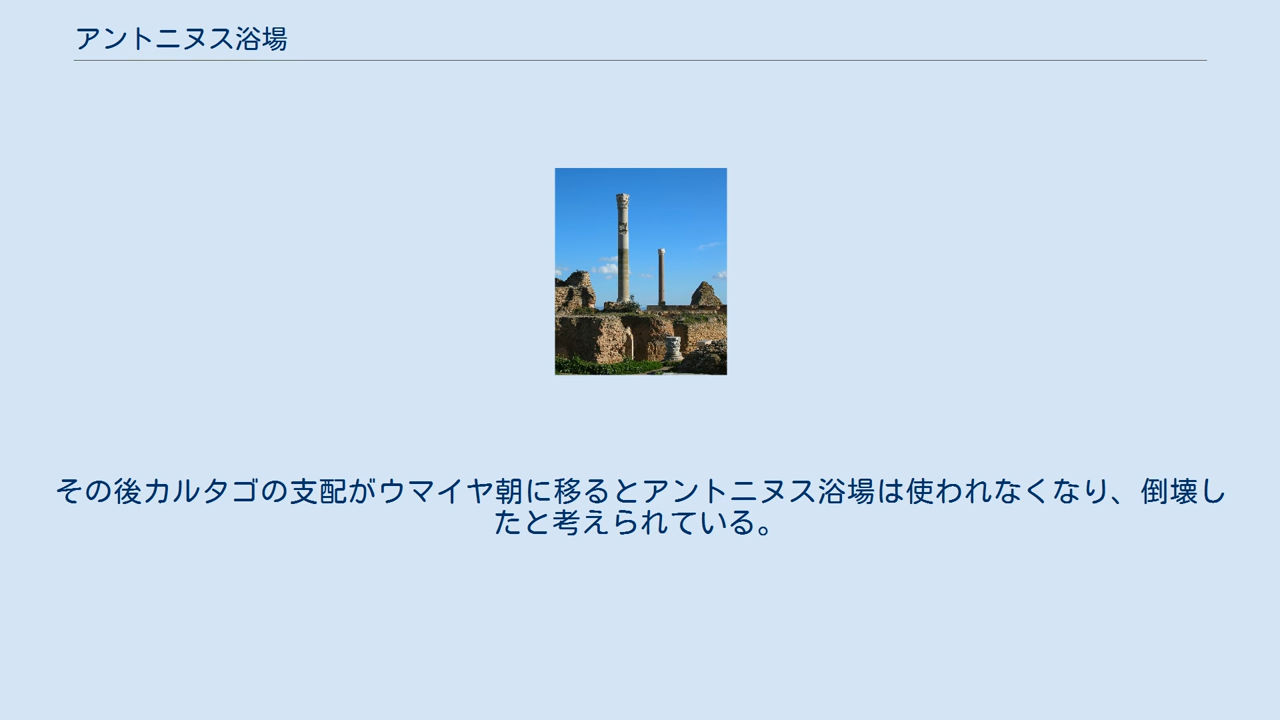 アントニヌス浴場
その後カルタゴの支配がウマイヤ朝に移るとアントニヌス浴場は使われなくなり、倒壊し
たと考えられている。